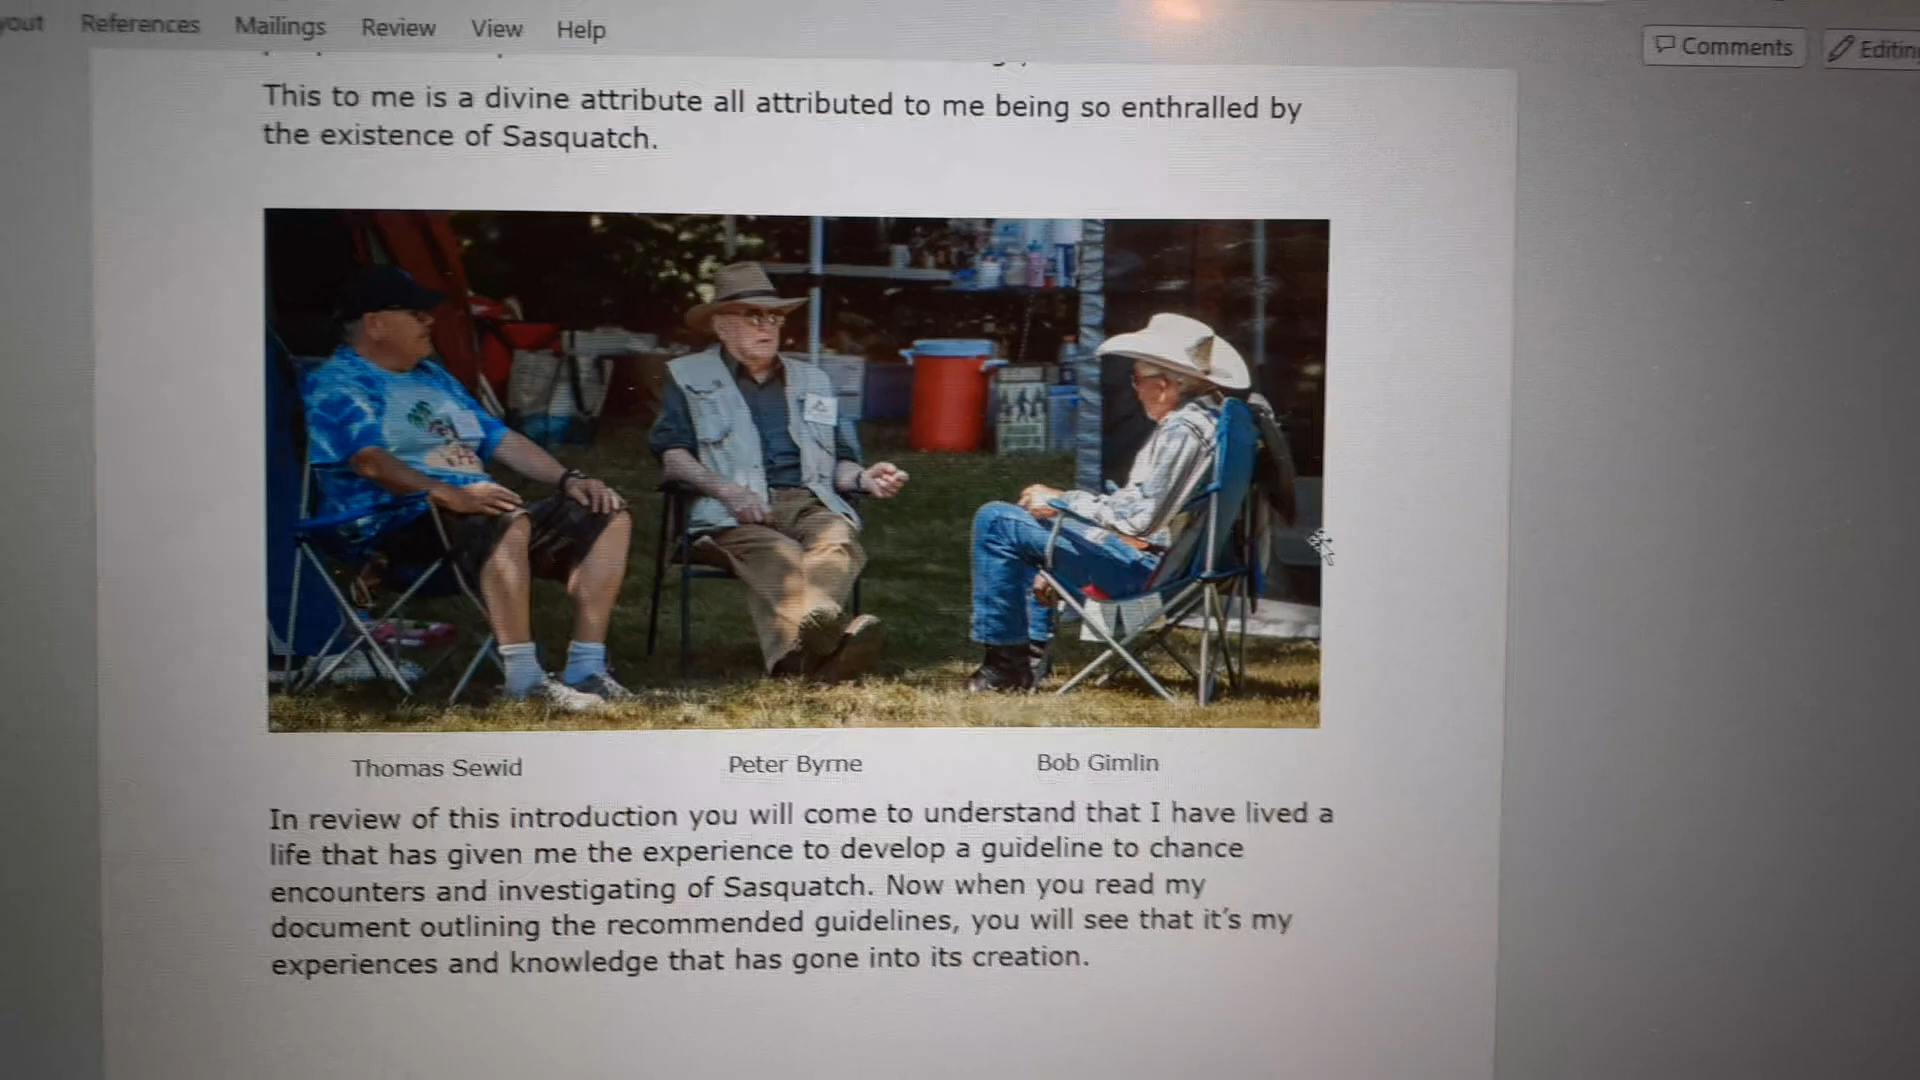 References Mailings Review View Help
Comments
This to me is a divine attribute all attributed to me being so enthralled by
the existence of Sasquatch.
Thomas Sewid Peter Byrne Bob Gimlin
In review of this introduction you will come to understand that I have lived a
life that has given me the experience to develop a guideline to chance
encounters and investigating of Sasquatch. Now when you read my
document outlining the recommended guidelines, you will see that it's my
experiences and knowledge that has gone into its creation.